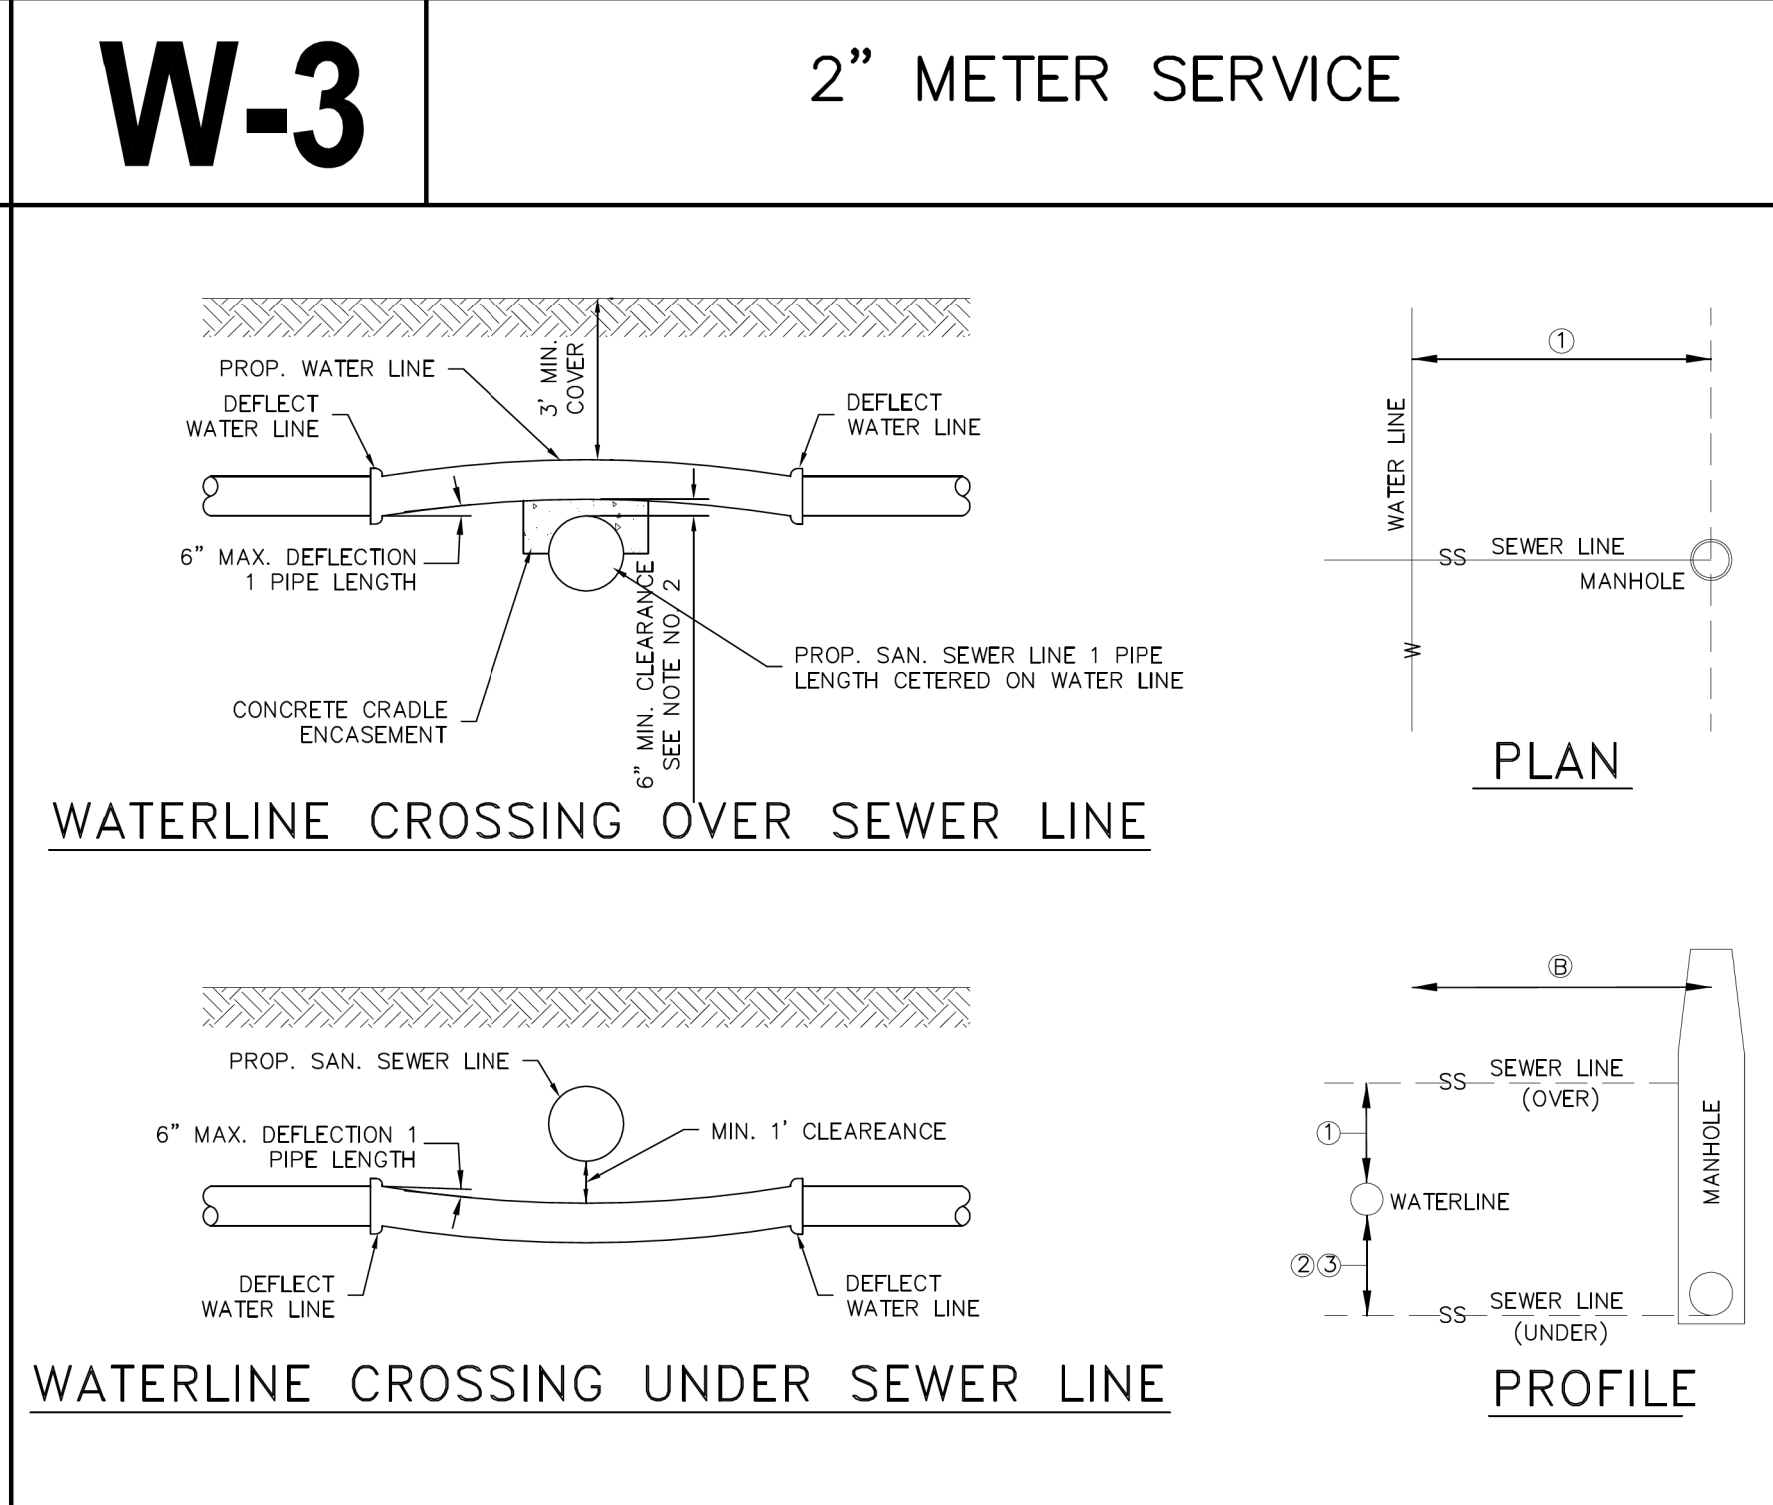 W-3
2” METER SERVICE
3' MIN.
COVER
PROP. WATER LINE
DEFLECT
WATER LINE
DEFLECT
WATER LINE
6” MAX. DEFLECTION
1 PIPE LENGTH
6” MIN. CLEARANCE
SEE NOTE NO. 2
PROP. SAN. SEWER LINE 1 PIPE
LENGTH CETERED ON WATER LINE
CONCRETE CRADLE
ENCASEMENT
WATERLINE CROSSING OVER SEWER LINE
1
WATER LINE
SS
SEWER LINE
MANHOLE
W
PLAN
PROP. SAN. SEWER LINE
6” MAX. DEFLECTION 1
PIPE LENGTH
MIN. 1' CLEAREANCE
DEFLECT
WATER LINE
DEFLECT
WATER LINE
WATERLINE CROSSING UNDER SEWER LINE
B
SS
SEWER LINE
(OVER)
1
MANHOLE
WATERLINE
2 3
SS
SEWER LINE
(UNDER)
PROFILE